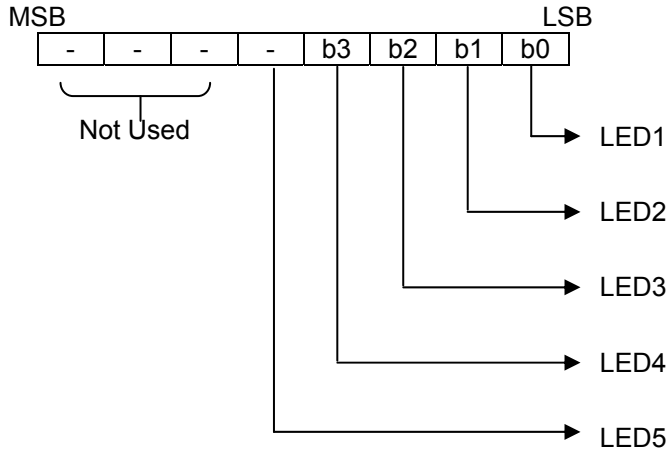 MSB LSB
- - - - b3 b2 b1 b0
Not Used
LED1
LED2
LED3
LED4
LED5